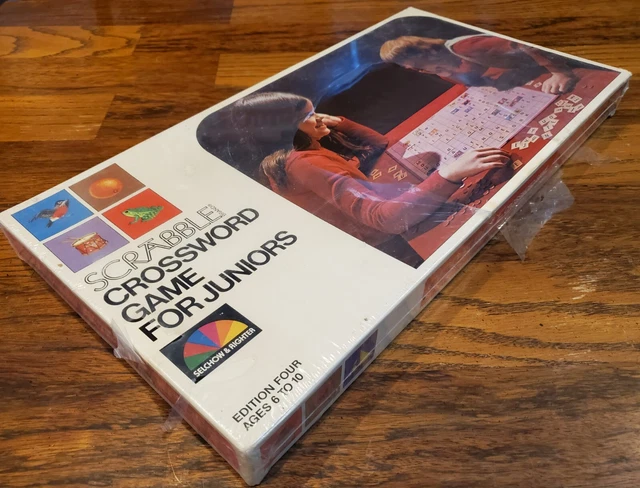 SCRABBLE®
CROSSWORD
GAME
FOR JUNIORS
SELCHOW & RIGHTER
EDITION FOUR
AGES 6 TO 10